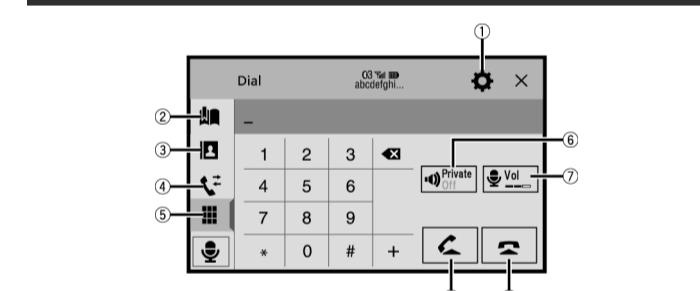 ①
Dial
03
abcdefghi...
②
_
③
1 2 3
⑥
Private
Off
Vol
④
4 5 6
⑦
⑤
7 8 9
* 0 # +